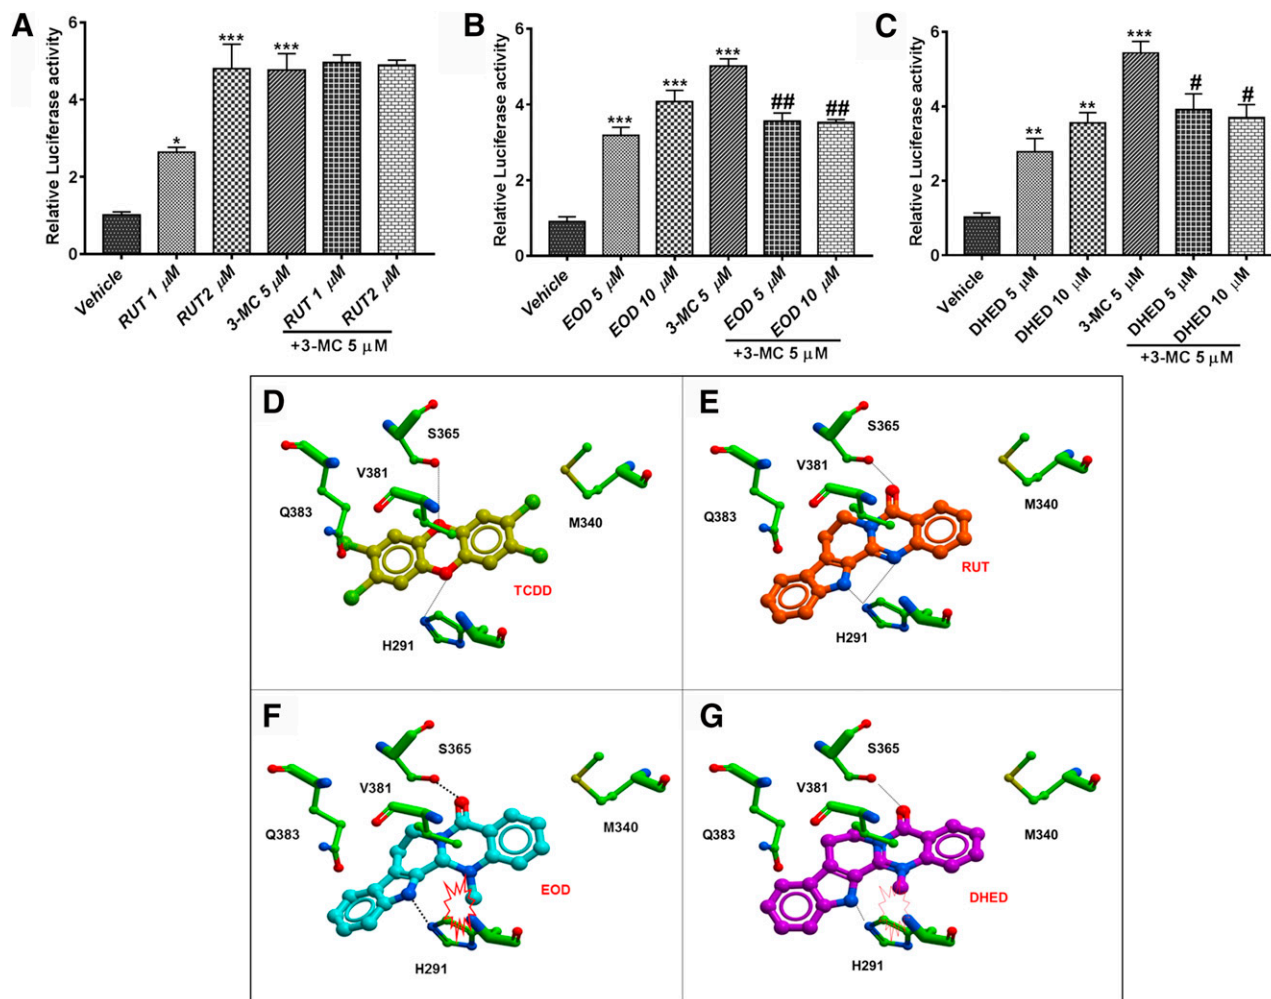 A
Relative Luciferase activity
6
4
2
0
***
***
*
Vehicle
RUT 1 μM
RUT2 μM
3-MC 5 μM
RUT 1 μM
RUT2 μM
+3-MC 5 μM
B
Relative Luciferase activity
6
4
2
0
***
***
***
##
##
Vehicle
EOD 5 μM
EOD 10 μM
3-MC 5 μM
EOD 5 μM
EOD 10 μM
+3-MC 5 μM
C
Relative Luciferase activity
6
4
2
0
**
**
***
#
#
Vehicle
DHED 5 μM
DHED 10 μM
3-MC 5 μM
DHED 5 μM
DHED 10 μM
+3-MC 5 μM
D
S365
V381
Q383
M340
TCDD
H291
E
S365
V381
Q383
M340
RUT
H291
F
S365
V381
Q383
M340
EOD
H291
G
S365
V381
Q383
M340
DHED
H291